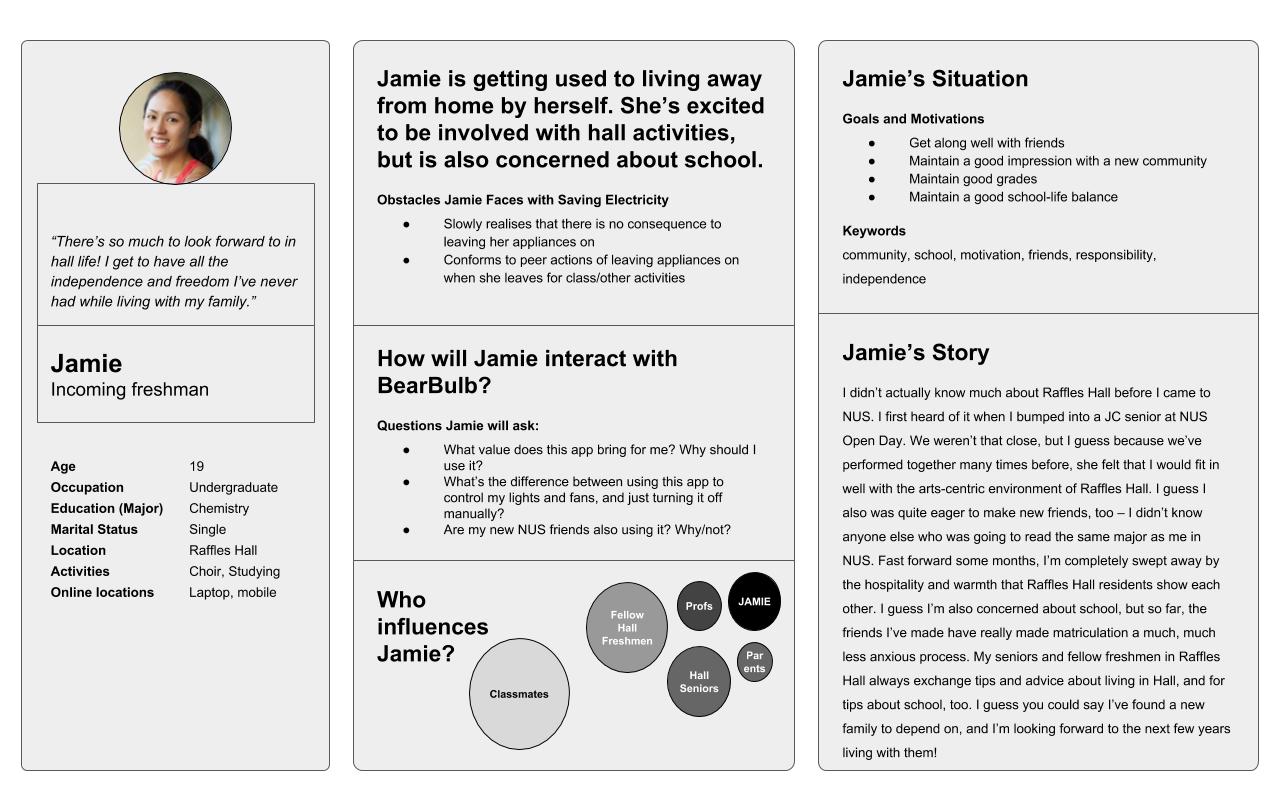 “There’s so much to look forward to in
hall life! I get to have all the
independence and freedom I’ve never
had while living with my family.”
Jamie
Incoming freshman
Age 19
Occupation Undergraduate
Education (Major) Chemistry
Marital Status Single
Location Raffles Hall
Activities Choir, Studying
Online locations Laptop, mobile
Jamie is getting used to living away
from home by herself. She’s excited
to be involved with hall activities,
but is also concerned about school.
Obstacles Jamie Faces with Saving Electricity
● Slowly realises that there is no consequence to
leaving her appliances on
● Conforms to peer actions of leaving appliances on
when she leaves for class/other activities
How will Jamie interact with
BearBulb?
Questions Jamie will ask:
● What value does this app bring for me? Why should I
use it?
● What’s the difference between using this app to
control my lights and fans, and just turning it off
manually?
● Are my new NUS friends also using it? Why/not?
Who
influences
Jamie?
Classmates
Fellow
Hall
Freshmen
Profs
JAMIE
Hall
Seniors
Par
ents
Jamie’s Situation
Goals and Motivations
● Get along well with friends
● Maintain a good impression with a new community
● Maintain good grades
● Maintain a good school-life balance
Keywords
community, school, motivation, friends, responsibility,
independence
Jamie’s Story
I didn’t actually know much about Raffles Hall before I came to
NUS. I first heard of it when I bumped into a JC senior at NUS
Open Day. We weren’t that close, but I guess because we’ve
performed together many times before, she felt that I would fit in
well with the arts-centric environment of Raffles Hall. I guess I
also was quite eager to make new friends, too – I didn’t know
anyone else who was going to read the same major as me in
NUS. Fast forward some months, I’m completely swept away by
the hospitality and warmth that Raffles Hall residents show each
other. I guess I’m also concerned about school, but so far, the
friends I’ve made have really made matriculation a much, much
less anxious process. My seniors and fellow freshmen in Raffles
Hall always exchange tips and advice about living in Hall, and for
tips about school, too. I guess you could say I’ve found a new
family to depend on, and I’m looking forward to the next few years
living with them!